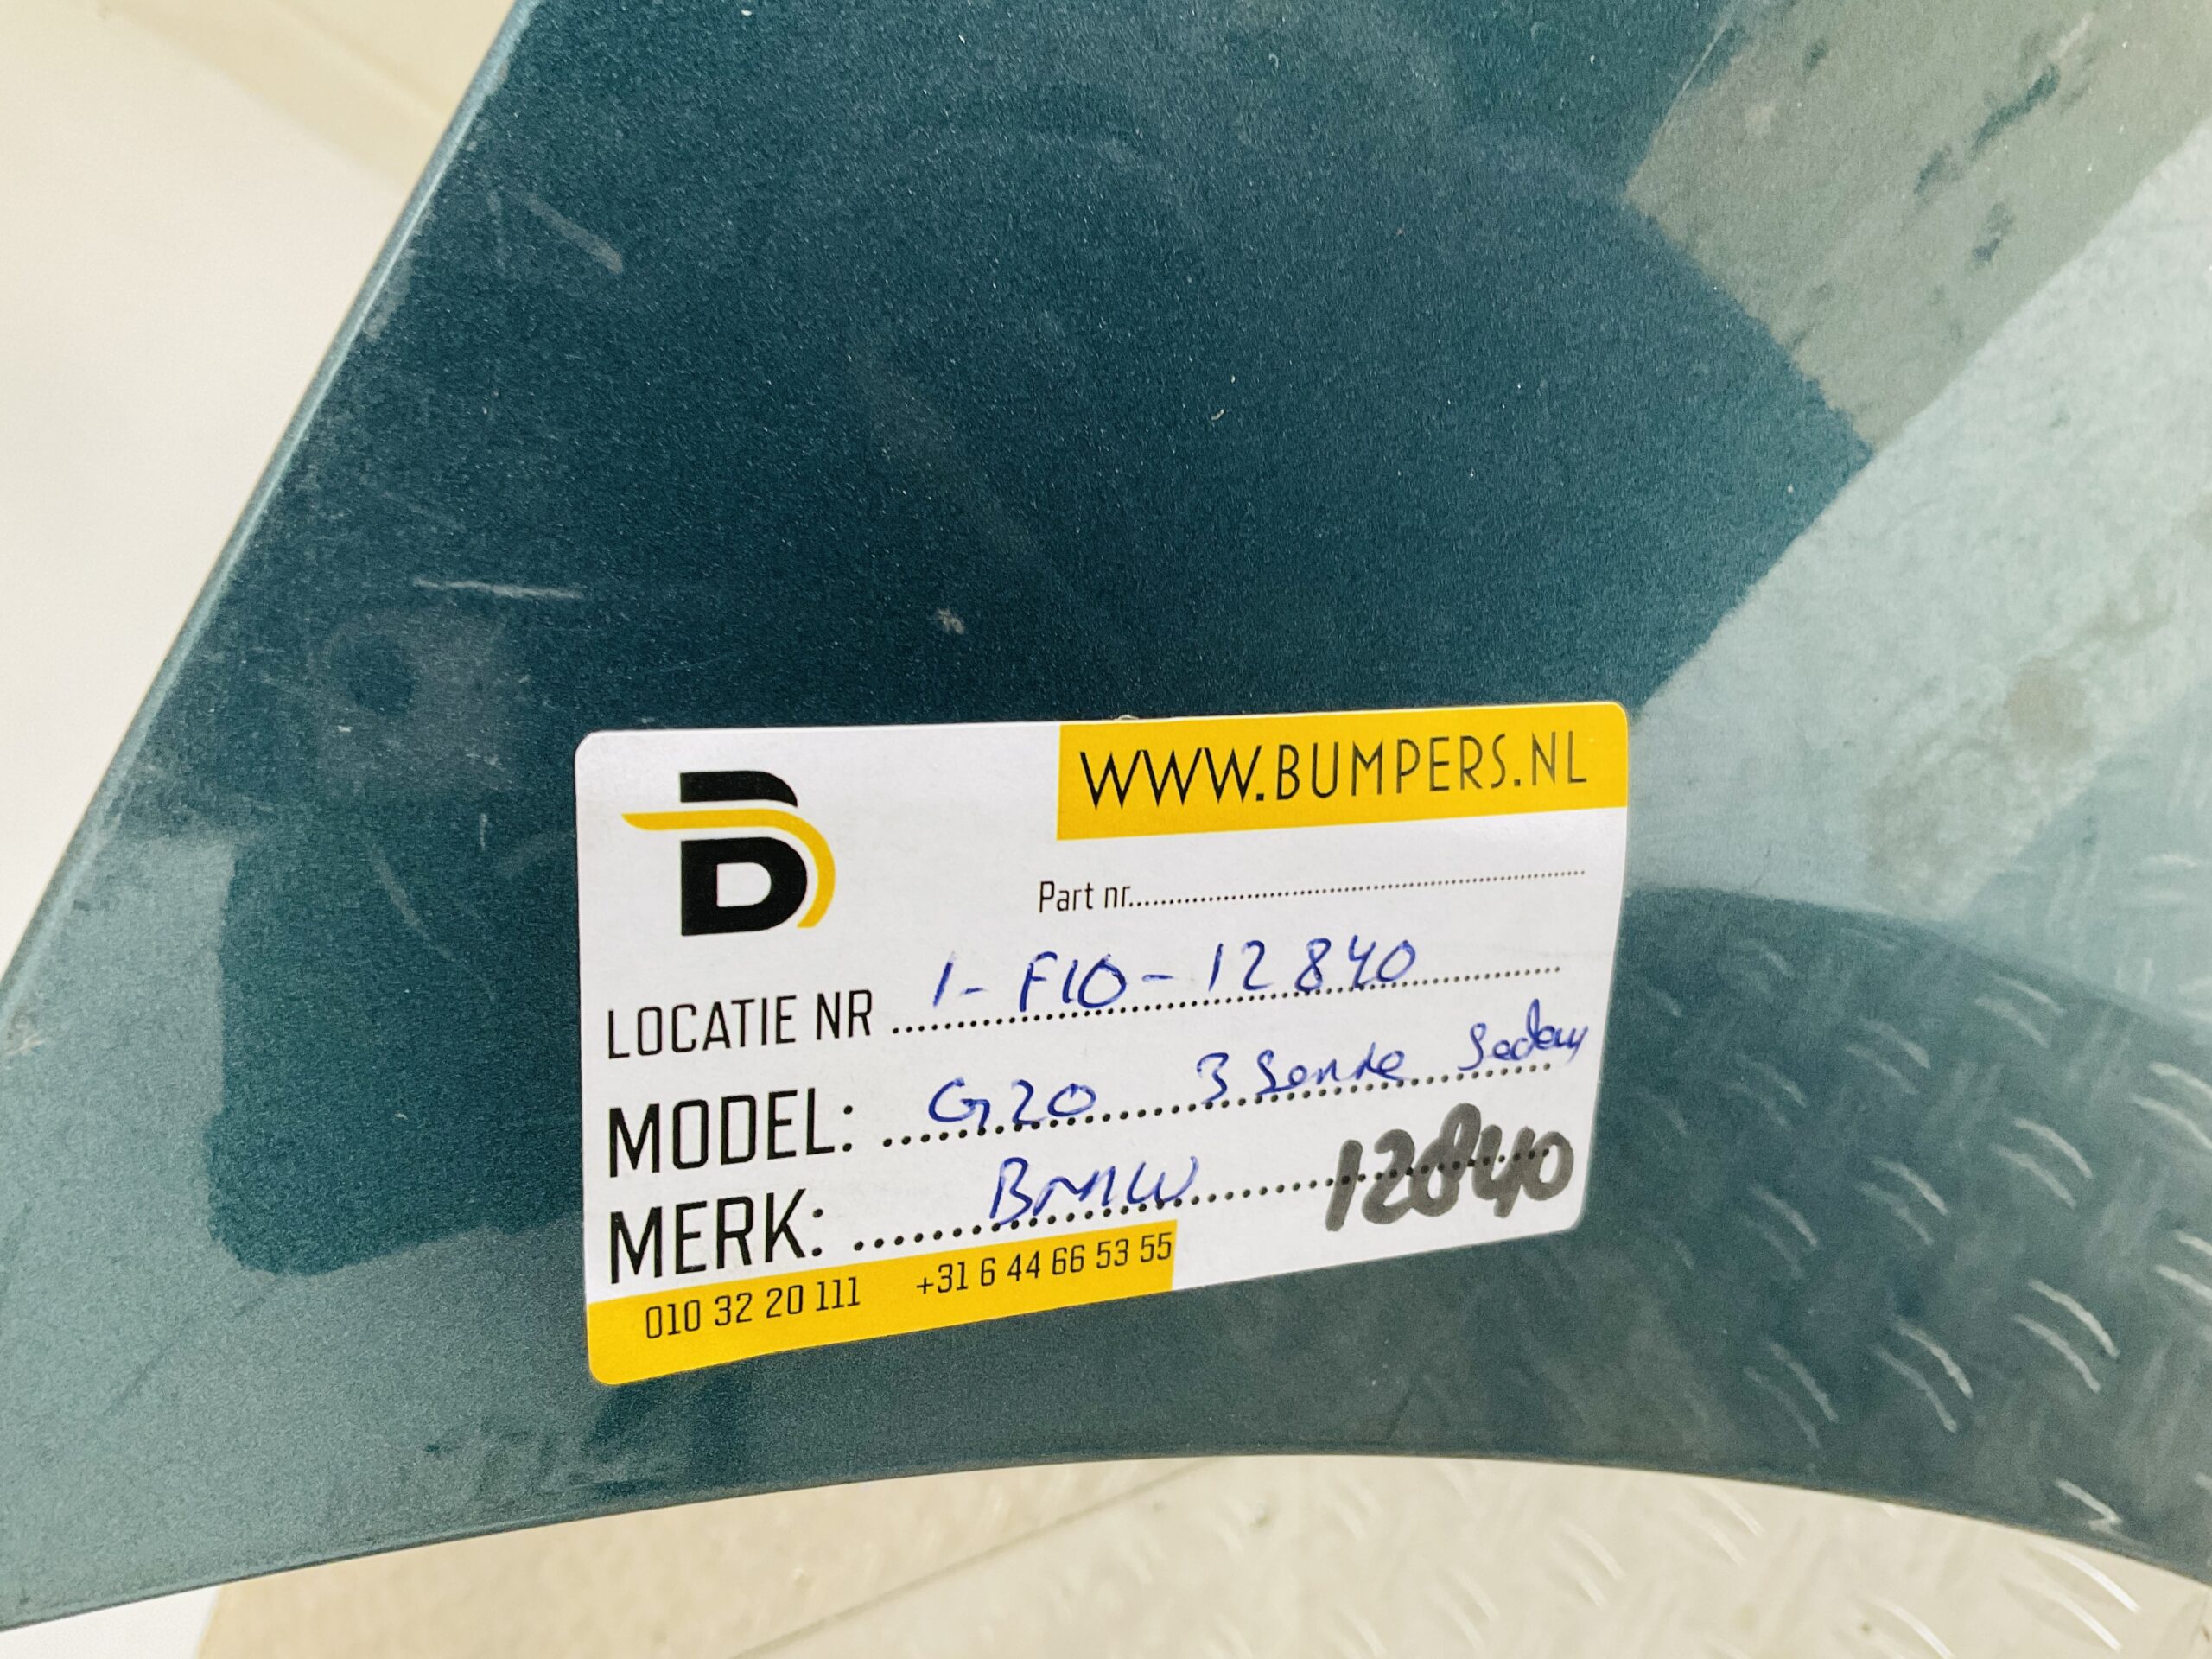 WWW.BUMPERS.NL
B
Part nr
LOCATIE NR 1-F10-12840
MODEL: G20 3 Serie Sedan
MERK: BMW 12840
010 32 20 111 +31 6 44 66 53 55